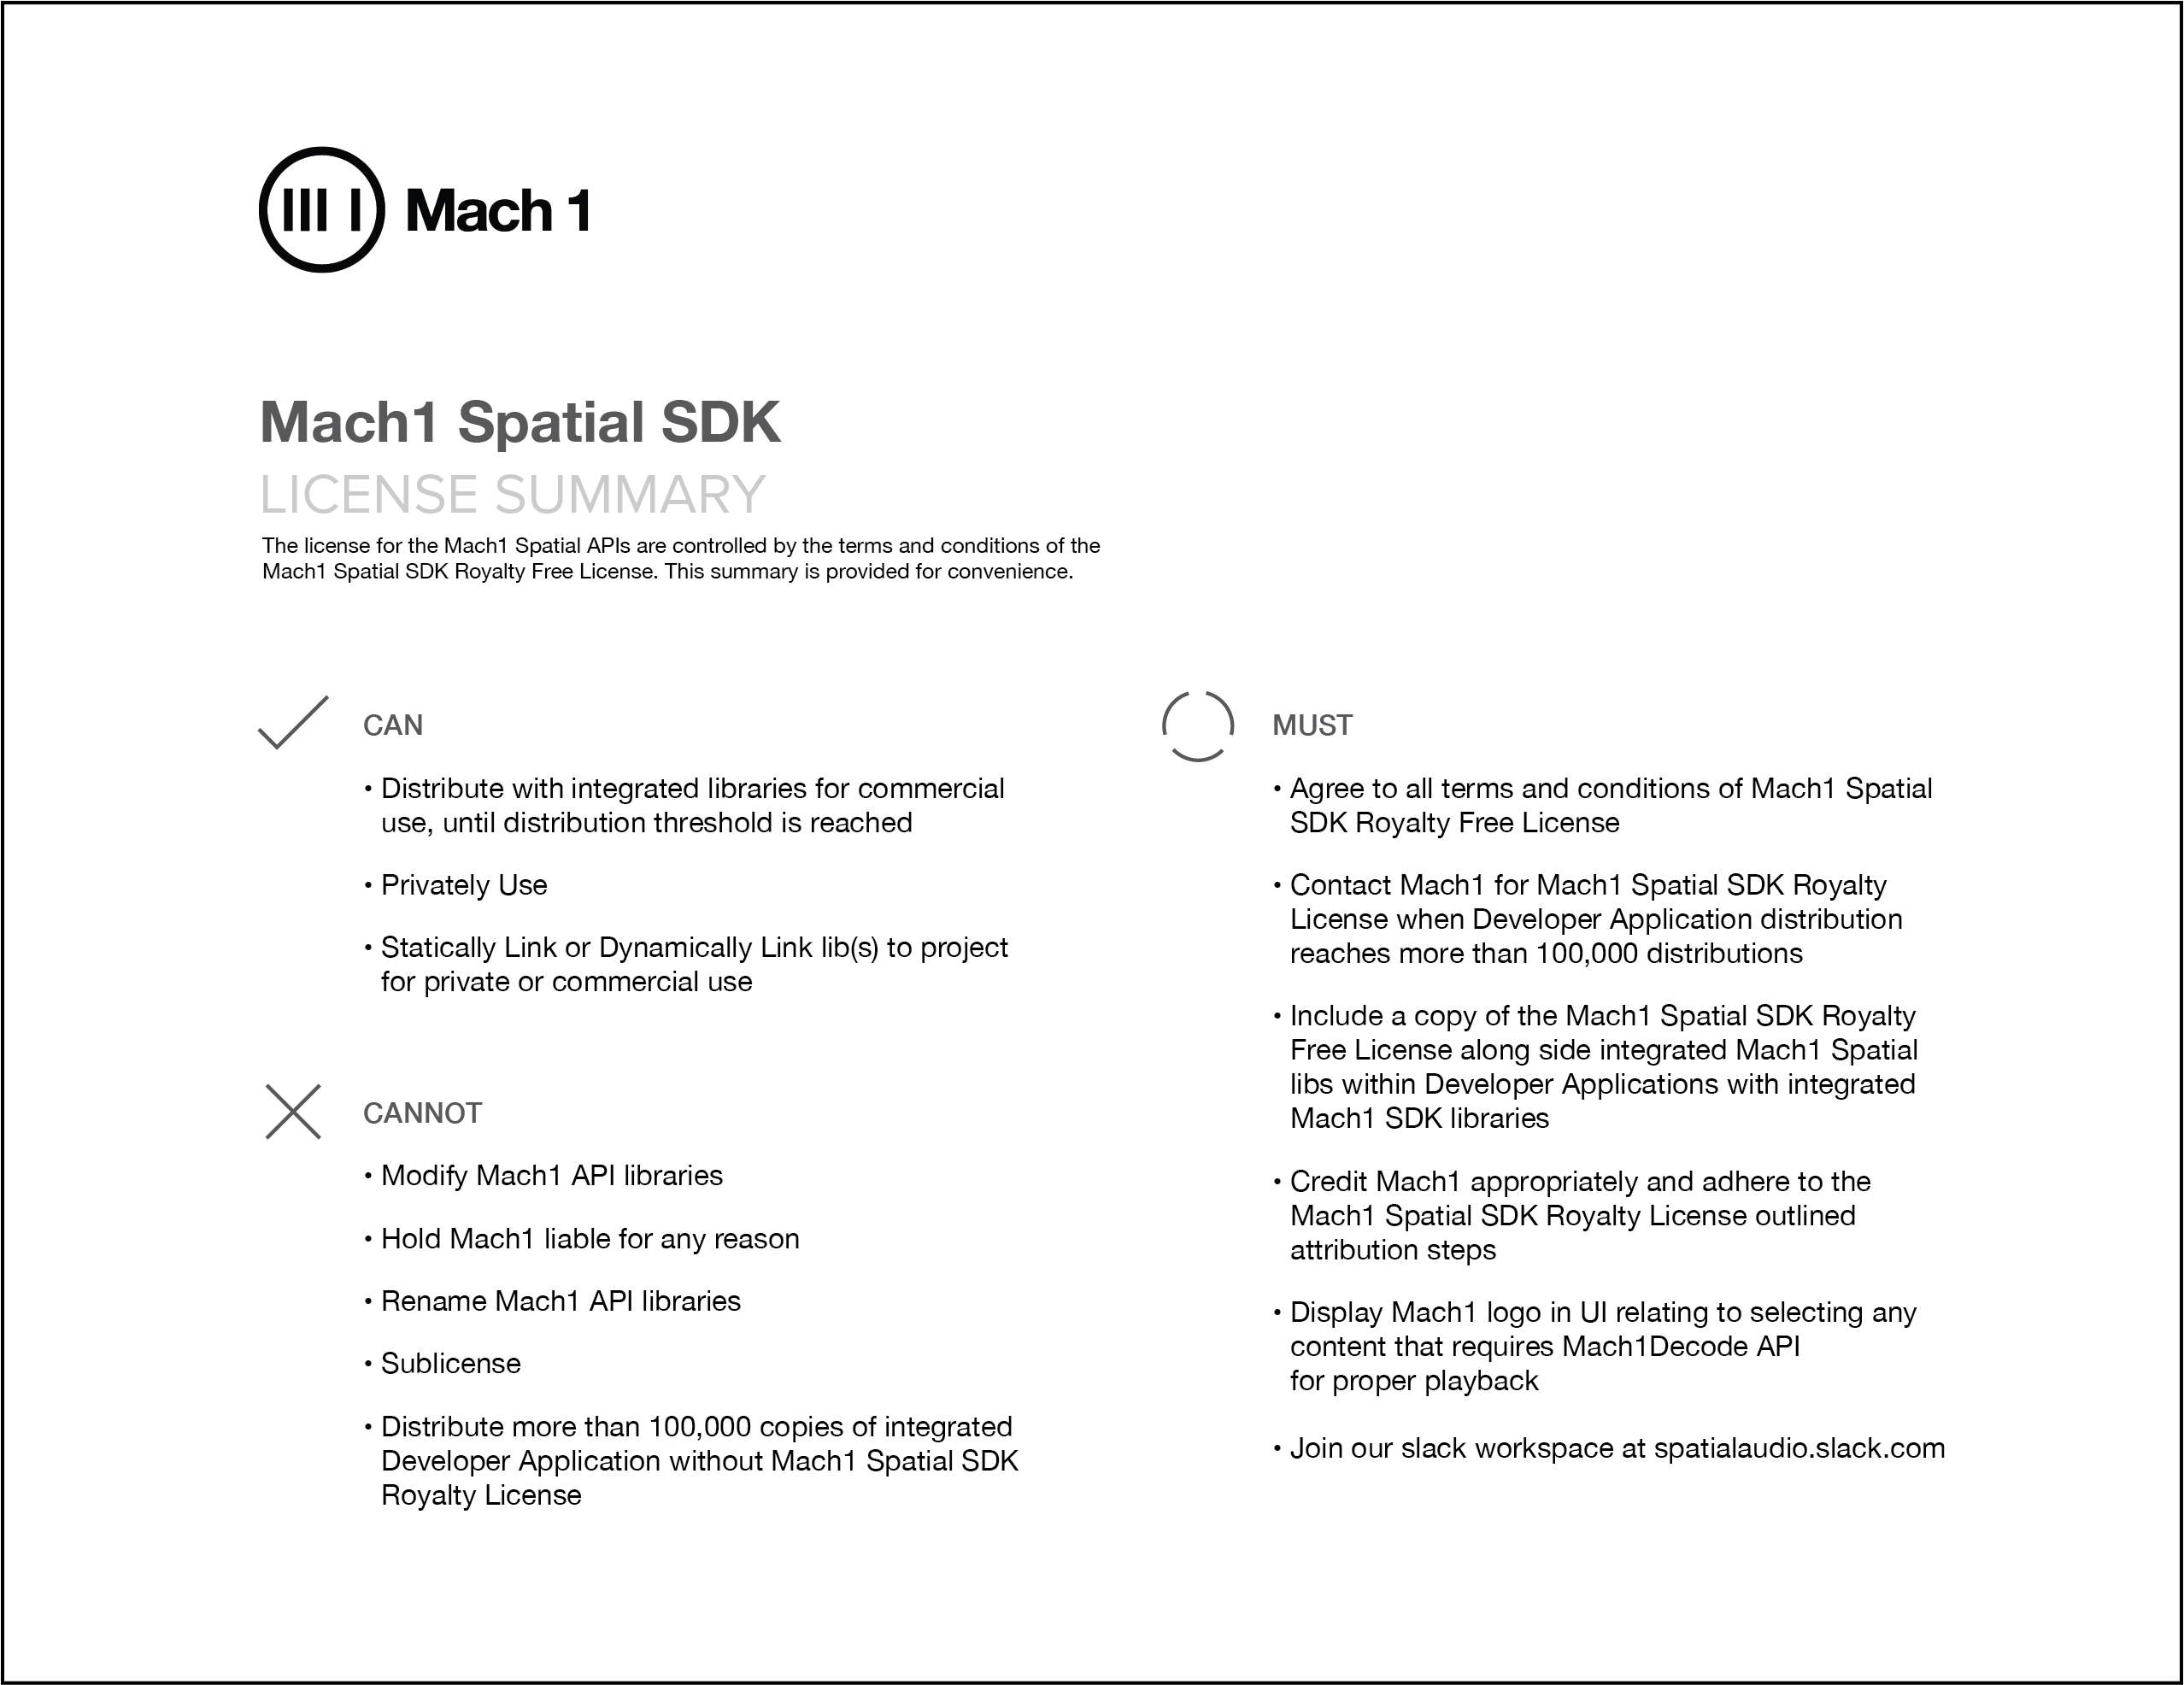 Mach 1
Mach1 Spatial SDK
LICENSE SUMMARY
The license for the Mach1 Spatial APIs are controlled by the terms and conditions of the
Mach1 Spatial SDK Royalty Free License. This summary is provided for convenience.
CAN
• Distribute with integrated libraries for commercial
use, until distribution threshold is reached
• Privately Use
• Statically Link or Dynamically Link lib(s) to project
for private or commercial use
CANNOT
• Modify Mach1 API libraries
• Hold Mach1 liable for any reason
• Rename Mach1 API libraries
• Sublicense
• Distribute more than 100,000 copies of integrated
Developer Application without Mach1 Spatial SDK
Royalty License
MUST
• Agree to all terms and conditions of Mach1 Spatial
SDK Royalty Free License
• Contact Mach1 for Mach1 Spatial SDK Royalty
License when Developer Application distribution
reaches more than 100,000 distributions
• Include a copy of the Mach1 Spatial SDK Royalty
Free License along side integrated Mach1 Spatial
libs within Developer Applications with integrated
Mach1 SDK libraries
• Credit Mach1 appropriately and adhere to the
Mach1 Spatial SDK Royalty License outlined
attribution steps
• Display Mach1 logo in UI relating to selecting any
content that requires Mach1Decode API
for proper playback
• Join our slack workspace at spatialaudio.slack.com